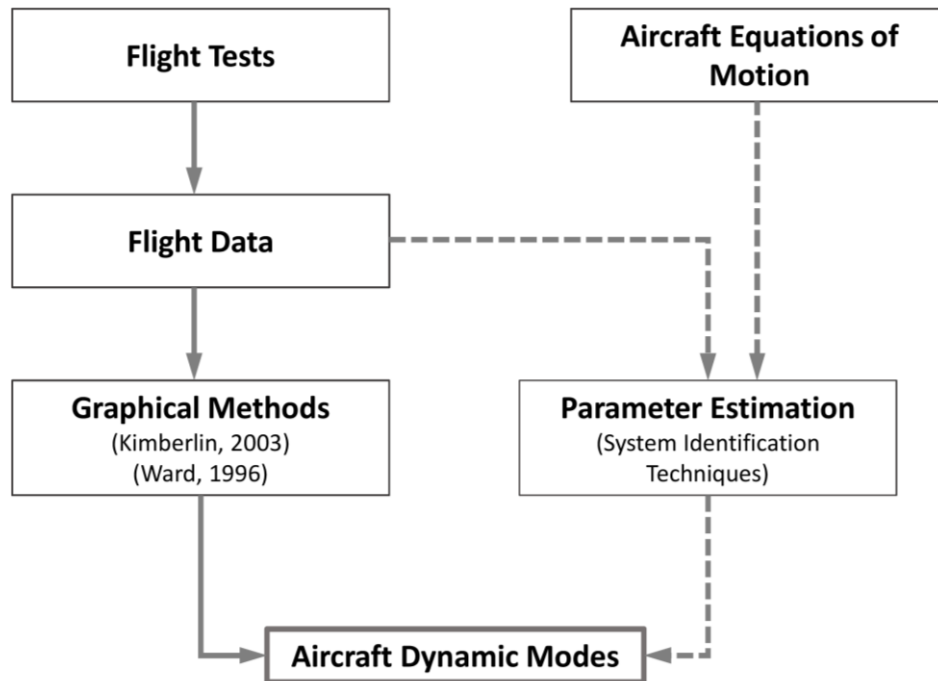 Flight Tests
Aircraft Equations of
Motion
Flight Data
Graphical Methods
(Kimberlin, 2003)
(Ward, 1996)
Parameter Estimation
(System Identification
Techniques)
Aircraft Dynamic Modes